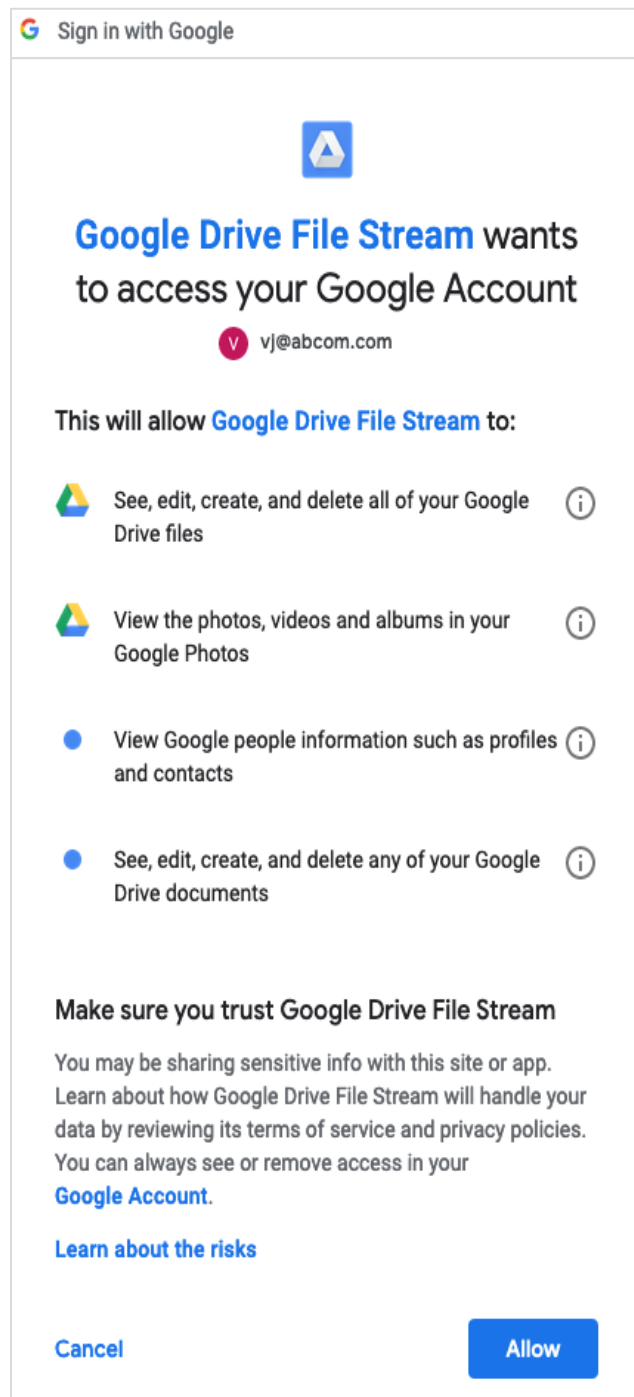 Sign in with Google
Google Drive File Stream wants
to access your Google Account
V vj@abcom.com
This will allow Google Drive File Stream to:
See, edit, create, and delete all of your Google
Drive files
View the photos, videos and albums in your
Google Photos
View Google people information such as profiles
and contacts
See, edit, create, and delete any of your Google
Drive documents
Make sure you trust Google Drive File Stream
You may be sharing sensitive info with this site or app.
Learn about how Google Drive File Stream will handle your
data by reviewing its terms of service and privacy policies.
You can always see or remove access in your
Google Account.
Learn about the risks
Cancel Allow